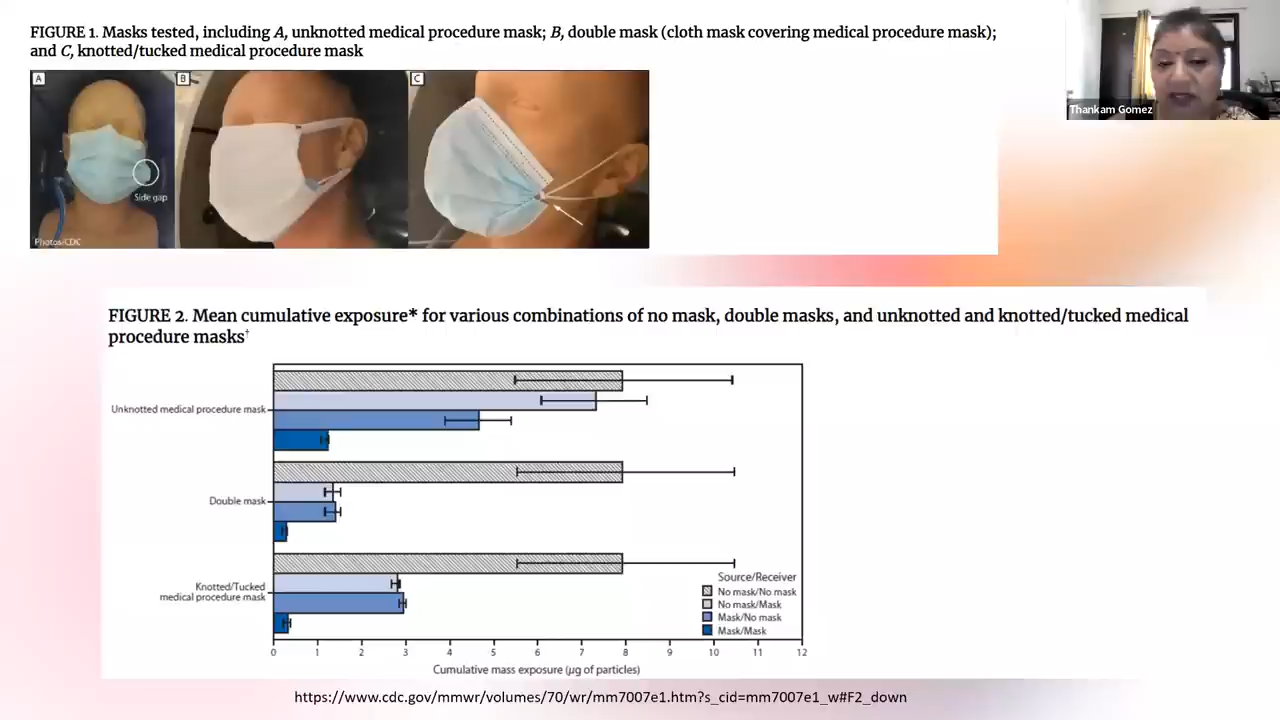 FIGURE 1. Masks tested, including A, unknotted medical procedure mask; B, double mask (cloth mask covering medical procedure mask);
and C, knotted/tucked medical procedure mask
A
B
C
Side gap
Photos/CDC
Thankam Gomez
FIGURE 2. Mean cumulative exposure* for various combinations of no mask, double masks, and unknotted and knotted/tucked medical
procedure masks†
Unknotted medical procedure mask
Double mask
Knotted/Tucked
medical procedure mask
Source/Receiver
No mask/No mask
No mask/Mask
Mask/No mask
Mask/Mask
0 1 2 3 4 5 6 7 8 9 10 11 12
Cumulative mass exposure (µg of particles)
https://www.cdc.gov/mmwr/volumes/70/wr/mm7007e1.htm?s_cid=mm7007e1_w#F2_down